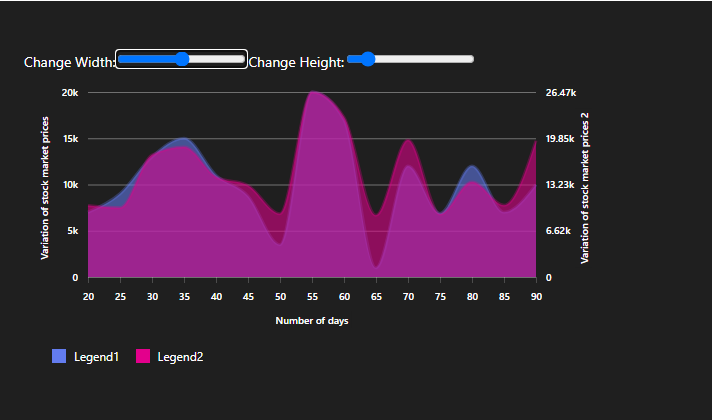 Change Width: Change Height:
20k 26.47k
15k 19.85k
10k 13.23k
5k 6.62k
0 0
Variation of stock market prices
Variation of stock market prices 2
20 25 30 35 40 45 50 55 60 65 70 75 80 85 90
Number of days
Legend1 Legend2